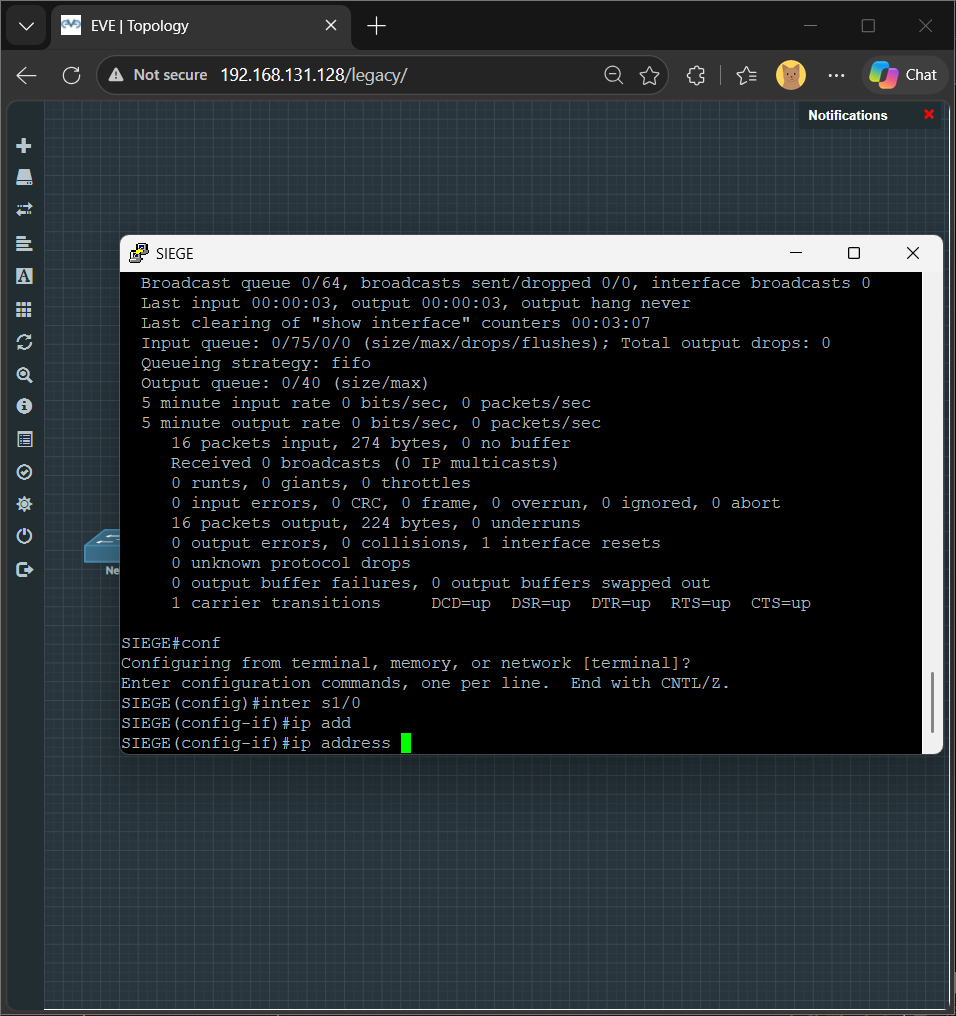 EVE | Topology
Not secure 192.168.131.128/legacy/
Chat
Notifications
A
SIEGE
Broadcast queue 0/64, broadcasts sent/dropped 0/0, interface broadcasts 0
Last input 00:00:03, output 00:00:03, output hang never
Last clearing of "show interface" counters 00:03:07
Input queue: 0/75/0/0 (size/max/drops/flushes); Total output drops: 0
Queueing strategy: fifo
Output queue: 0/40 (size/max)
5 minute input rate 0 bits/sec, 0 packets/sec
5 minute output rate 0 bits/sec, 0 packets/sec
16 packets input, 274 bytes, 0 no buffer
Received 0 broadcasts (0 IP multicasts)
0 runts, 0 giants, 0 throttles
0 input errors, 0 CRC, 0 frame, 0 overrun, 0 ignored, 0 abort
16 packets output, 224 bytes, 0 underruns
0 output errors, 0 collisions, 1 interface resets
0 unknown protocol drops
Ne
0 output buffer failures, 0 output buffers swapped out
1 carrier transitions DCD=up DSR=up DTR=up RTS=up CTS=up
SIEGE#conf
Configuring from terminal, memory, or network [terminal]?
Enter configuration commands, one per line. End with CNTL/Z.
SIEGE(config)#inter s1/0
SIEGE(config-if)#ip add
SIEGE(config-if)#ip address